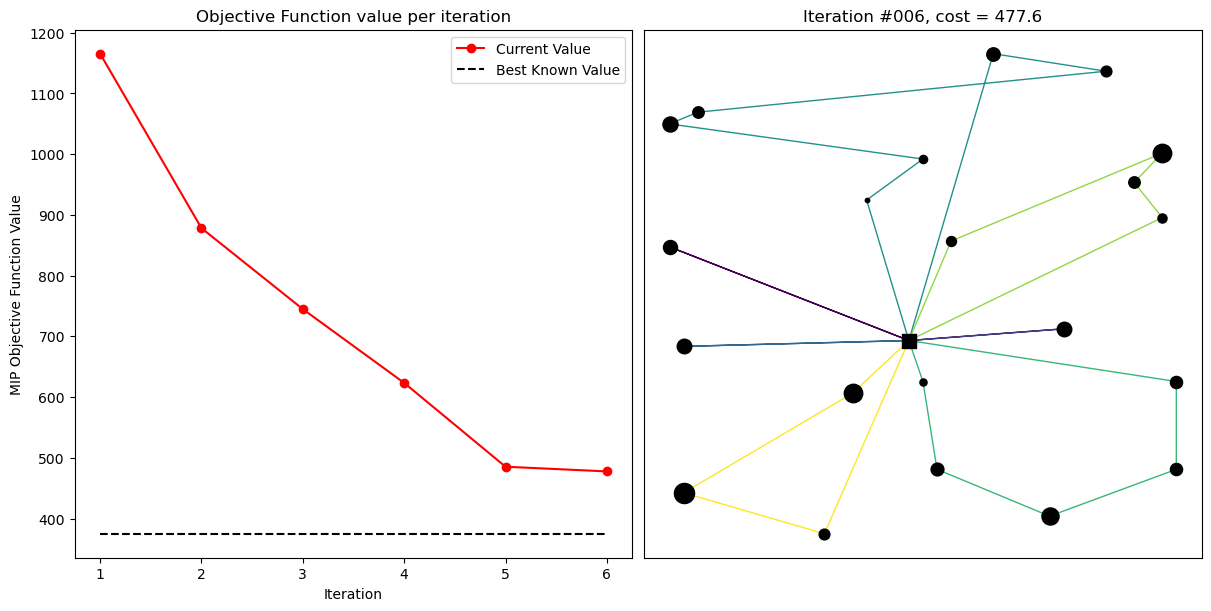 Objective Function value per iteration
1200
1100
1000
900
800
700
600
500
400
MIP Objective Function Value
Current Value
Best Known Value
1
2
3
4
5
6
Iteration
Iteration #006, cost = 477.6